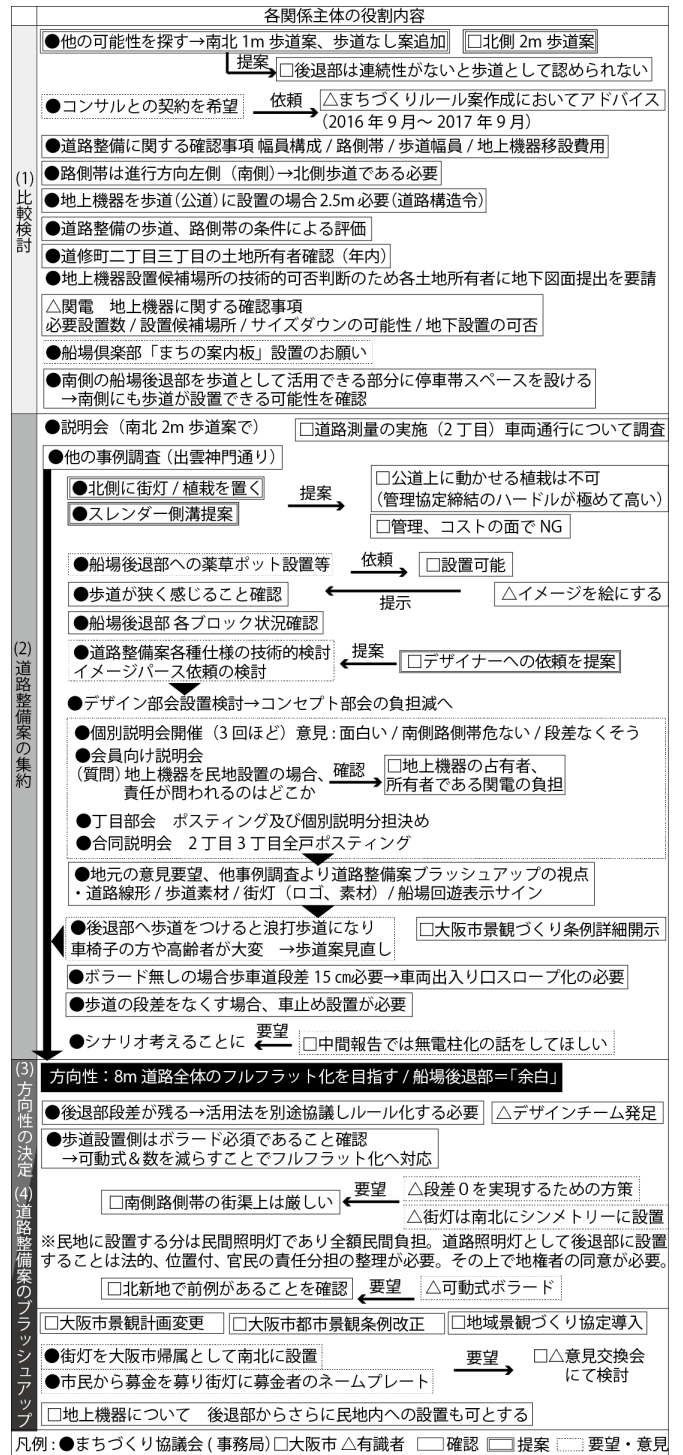 各関係主体の役割内容
(1)比較検討
●他の可能性を探す→南北 1m 歩道案、歩道なし案追加
□北側 2m 歩道案
提案
□後退部は連続性がないと歩道として認められない
●コンサルとの契約を希望
依頼
△まちづくりルール案作成においてアドバイス
（2016 年 9 月～ 2017 年 9 月）
●道路整備に関する確認事項 幅員構成 / 路側帯 / 歩道幅員 / 地上機器移設費用
●路側帯は進行方向左側（南側）→北側歩道である必要
●地上機器を歩道（公道）に設置の場合 2.5m 必要（道路構造令）
●道路整備の歩道、路側帯の条件による評価
●道修町二丁目三丁目の土地所有者確認（年内）
●地上機器設置候補場所の技術的可否判断のため各土地所有者に地下図面提出を要請
△関電　地上機器に関する確認事項
必要設置数 / 設置候補場所 / サイズダウンの可能性 / 地下設置の可否
●船場倶楽部「まちの案内板」設置のお願い
●南側の船場後退部を歩道として活用できる部分に停車帯スペースを設ける
→南側にも歩道が設置できる可能性を確認
(2)道路整備案の集約
●説明会（南北 2m 歩道案で）
□道路測量の実施（2 丁目）車両通行について調査
●他の事例調査（出雲神門通り）
●北側に街灯 / 植栽を置く
●スレンダー側溝提案
提案
□公道上に動かせる植栽は不可
（管理協定締結のハードルが極めて高い）
□管理、コストの面で NG
●船場後退部への薬草ポット設置等
依頼
□設置可能
●歩道が狭く感じること確認
提示
△イメージを絵にする
●船場後退部 各ブロック状況確認
●道路整備案各種仕様の技術的検討
イメージパース依頼の検討
提案
□デザイナーへの依頼を提案
●デザイン部会設置検討→コンセプト部会の負担減へ
●個別説明会開催（3 回ほど）意見 : 面白い / 南側路側帯危ない / 段差なくそう
●会員向け説明会
（質問）地上機器を民地設置の場合、
責任が問われるのはどこか
確認
□地上機器の占有者、
所有者である関電の負担
●丁目部会　ポスティング及び個別説明分担決め
●合同説明会　2 丁目 3 丁目全戸ポスティング
●地元の意見要望、他事例調査より道路整備案ブラッシュアップの視点
・道路線形 / 歩道素材 / 街灯（ロゴ、素材）/ 船場回遊表示サイン
●後退部へ歩道をつけると浪打歩道になり
車椅子の方や高齢者が大変　→歩道案見直し
□大阪市景観づくり条例詳細開示
●ボラード無しの場合歩車道段差 15 ㎝必要→車両出入り口スロープ化の必要
●歩道の段差をなくす場合、車止め設置が必要
●シナリオ考えることに
要望
□中間報告では無電柱化の話をしてほしい
(3)方向性の決定
方向性：8m 道路全体のフルフラット化を目指す / 船場後退部＝「余白」
●後退部段差が残る→活用法を別途協議しルール化する必要
△デザインチーム発足
●歩道設置側はボラード必須であること確認
→可動式＆数を減らすことでフルフラット化へ対応
(4)道路整備案のブラッシュアップ
□南側路側帯の街渠上は厳しい
要望
△段差０を実現するための方策
△街灯は南北にシンメトリーに設置
※民地に設置する分は民間照明灯であり全額民間負担。道路照明灯として後退部に設置
することは法的、位置付、官民の責任分担の整理が必要。その上で地権者の同意が必要。
□北新地で前例があることを確認
要望
△可動式ボラード
□大阪市景観計画変更
□大阪市都市景観条例改正
□地域景観づくり協定導入
●街灯を大阪市帰属として南北に設置
●市民から募金を募り街灯に募金者のネームプレート
要望
□△意見交換会
にて検討
□地上機器について　後退部からさらに民地内への設置も可とする
凡例 : ●まちづくり協議会 ( 事務局) □大阪市 △有識者 確認 提案 要望・意見